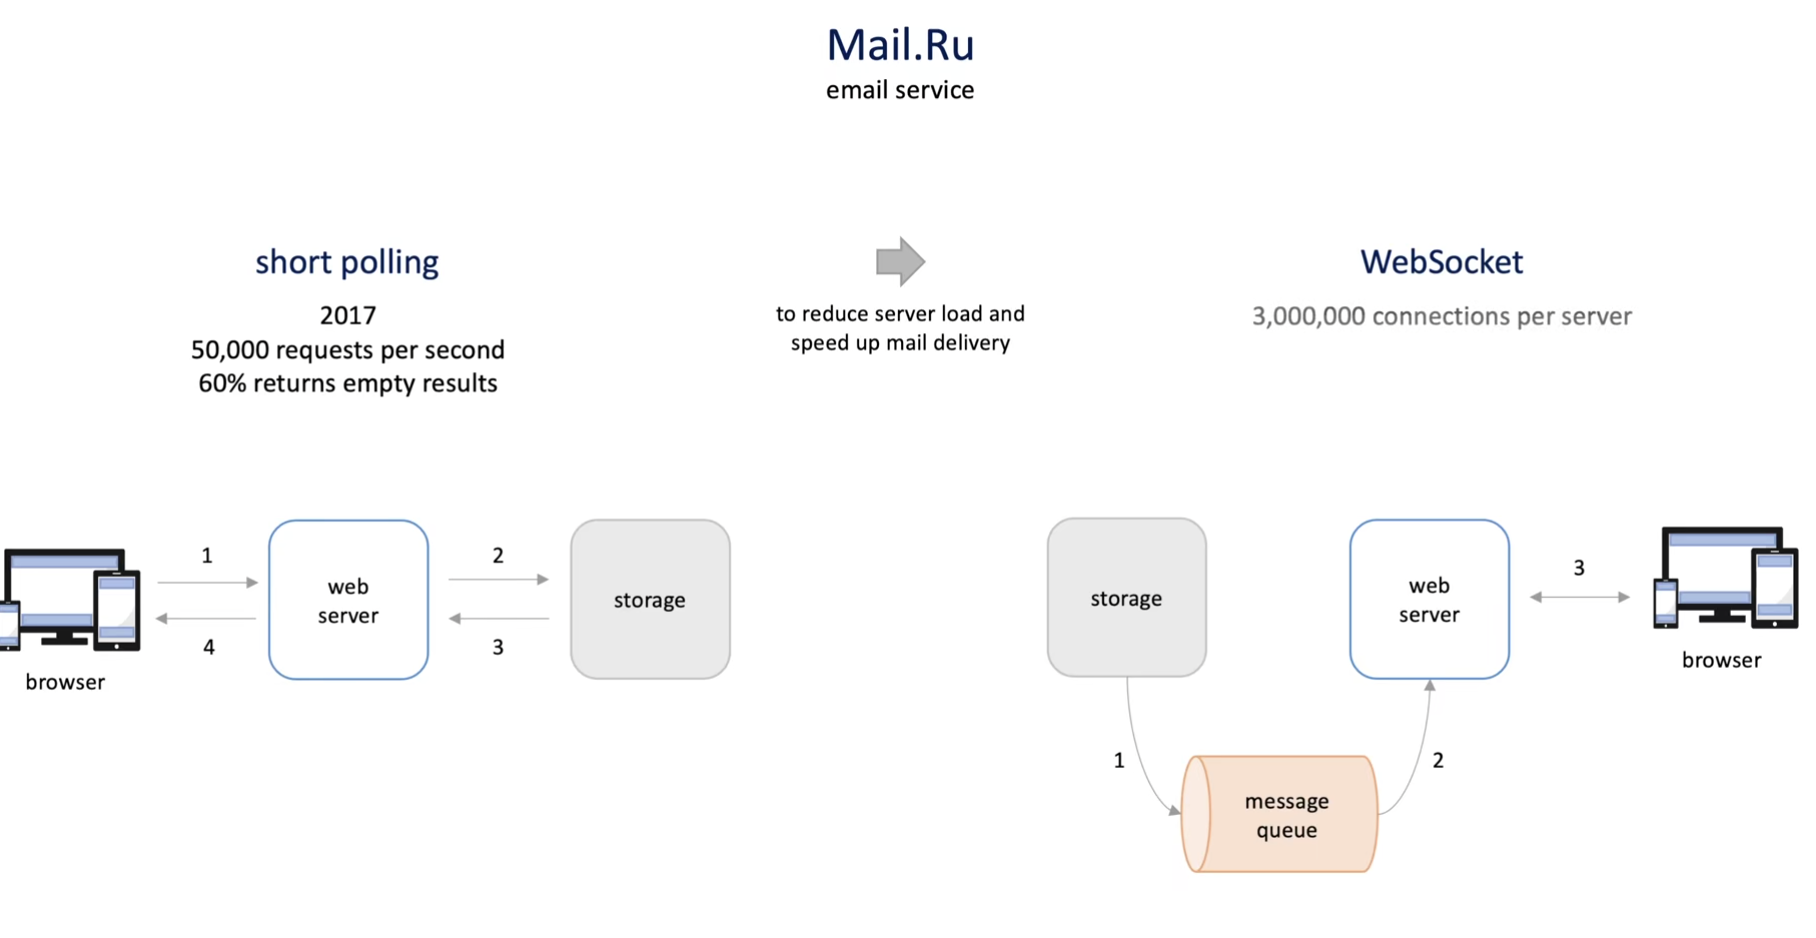 Mail.Ru
email service
short polling
2017
50,000 requests per second
60% returns empty results
to reduce server load and
speed up mail delivery
WebSocket
3,000,000 connections per server
1
2
web
server
storage
4
3
browser
storage
web
server
3
browser
1
2
message
queue